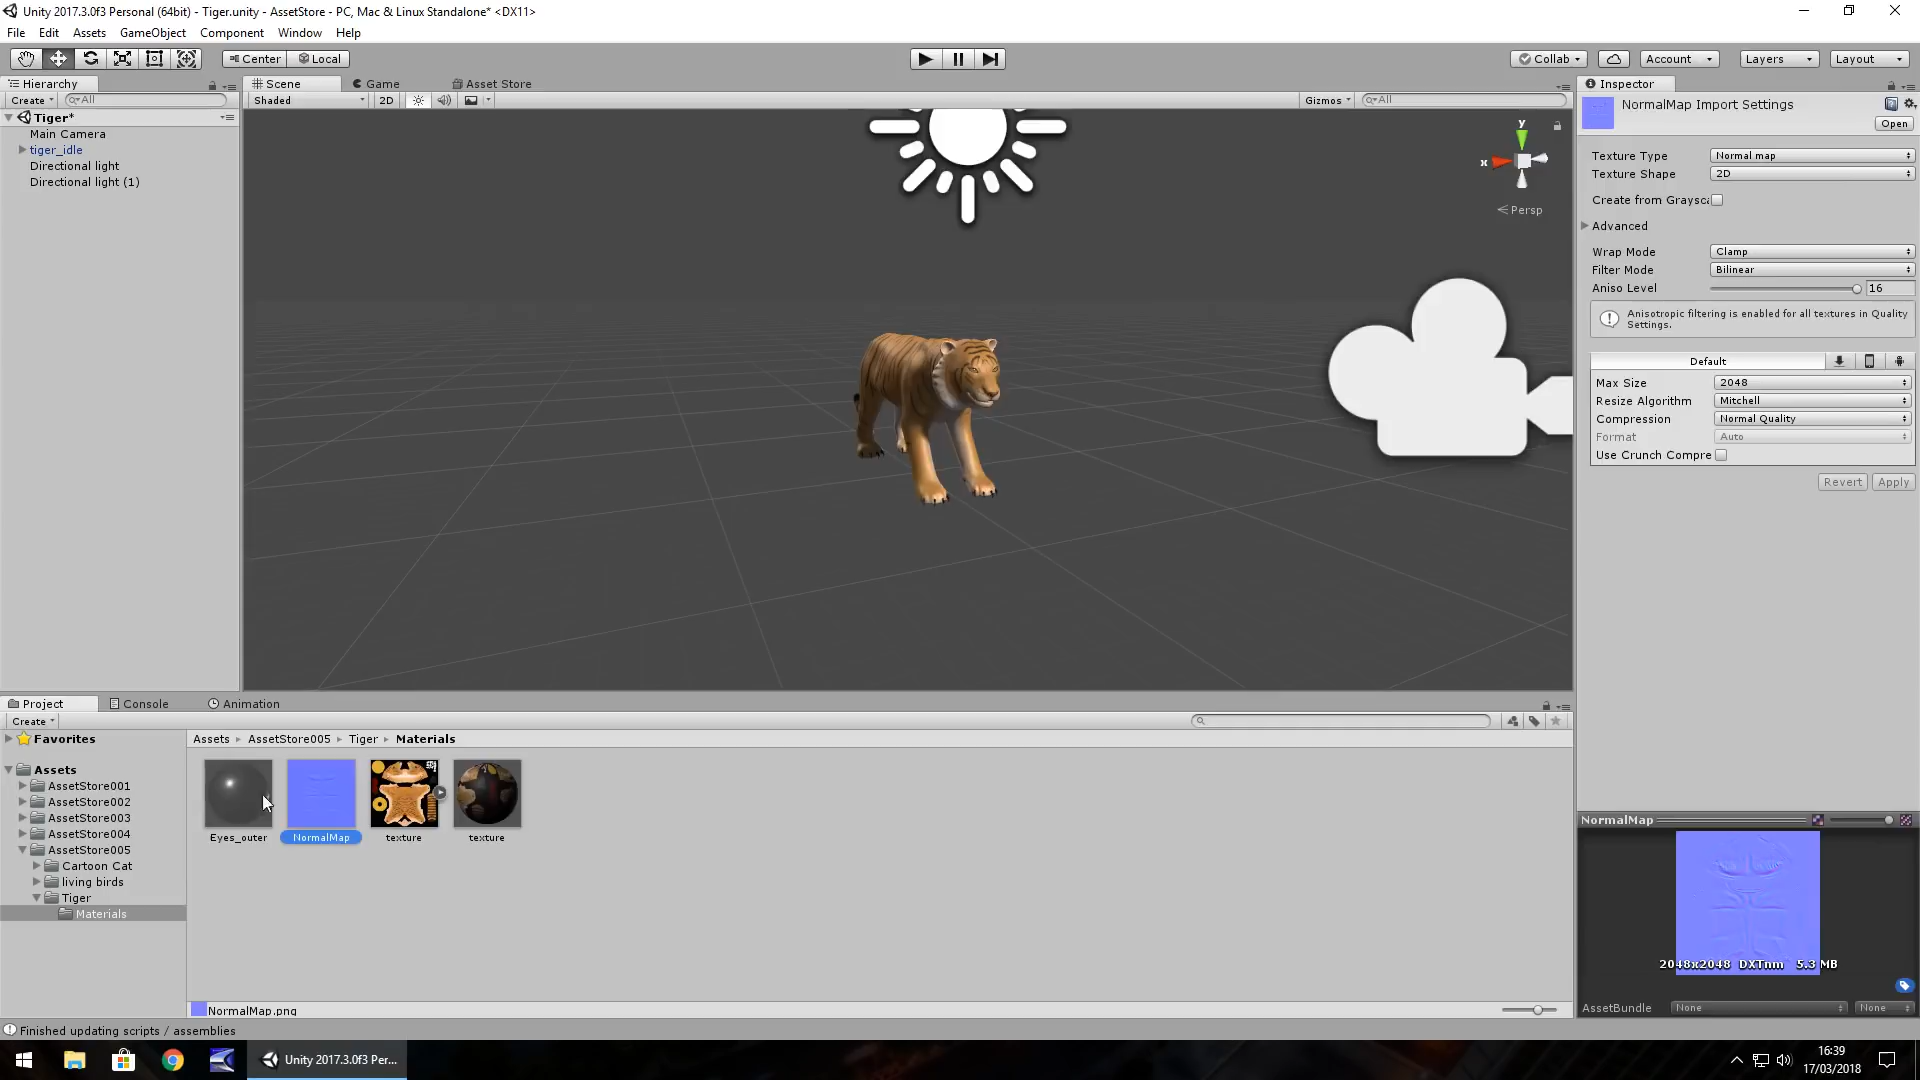 Unity 2017.3.0f3 Personal (64bit) - Tiger.unity - AssetStore - PC, Mac & Linux Standalone* <DX11>
File Edit Assets GameObject Component Window Help
Center Local Collab Account Layers Layout
Hierarchy
Create All
Tiger*
Main Camera
tiger_idle
Directional light
Directional light (1)
Scene Game Asset Store
Shaded 2D Gizmos All
y
x
Persp
Inspector
NormalMap Import Settings
Open
Texture Type Normal map
Texture Shape 2D
Create from Graysca
Advanced
Wrap Mode Clamp
Filter Mode Bilinear
Aniso Level 16
Anisotropic filtering is enabled for all textures in Quality
Settings.
Default
Max Size 2048
Resize Algorithm Mitchell
Compression Normal Quality
Format Auto
Use Crunch Compre
Revert Apply
Project Console Animation
Create
Favorites
Assets
AssetStore001
AssetStore002
AssetStore003
AssetStore004
AssetStore005
Cartoon Cat
living birds
Tiger
Materials
Assets AssetStore005 Tiger Materials
Eyes_outer NormalMap texture texture
NormalMap.png
NormalMap
2048x2048 DXTnm 5.3 MB
AssetBundle None None
Finished updating scripts / assemblies
Unity 2017.3.0f3 Per...
16:39
17/03/2018